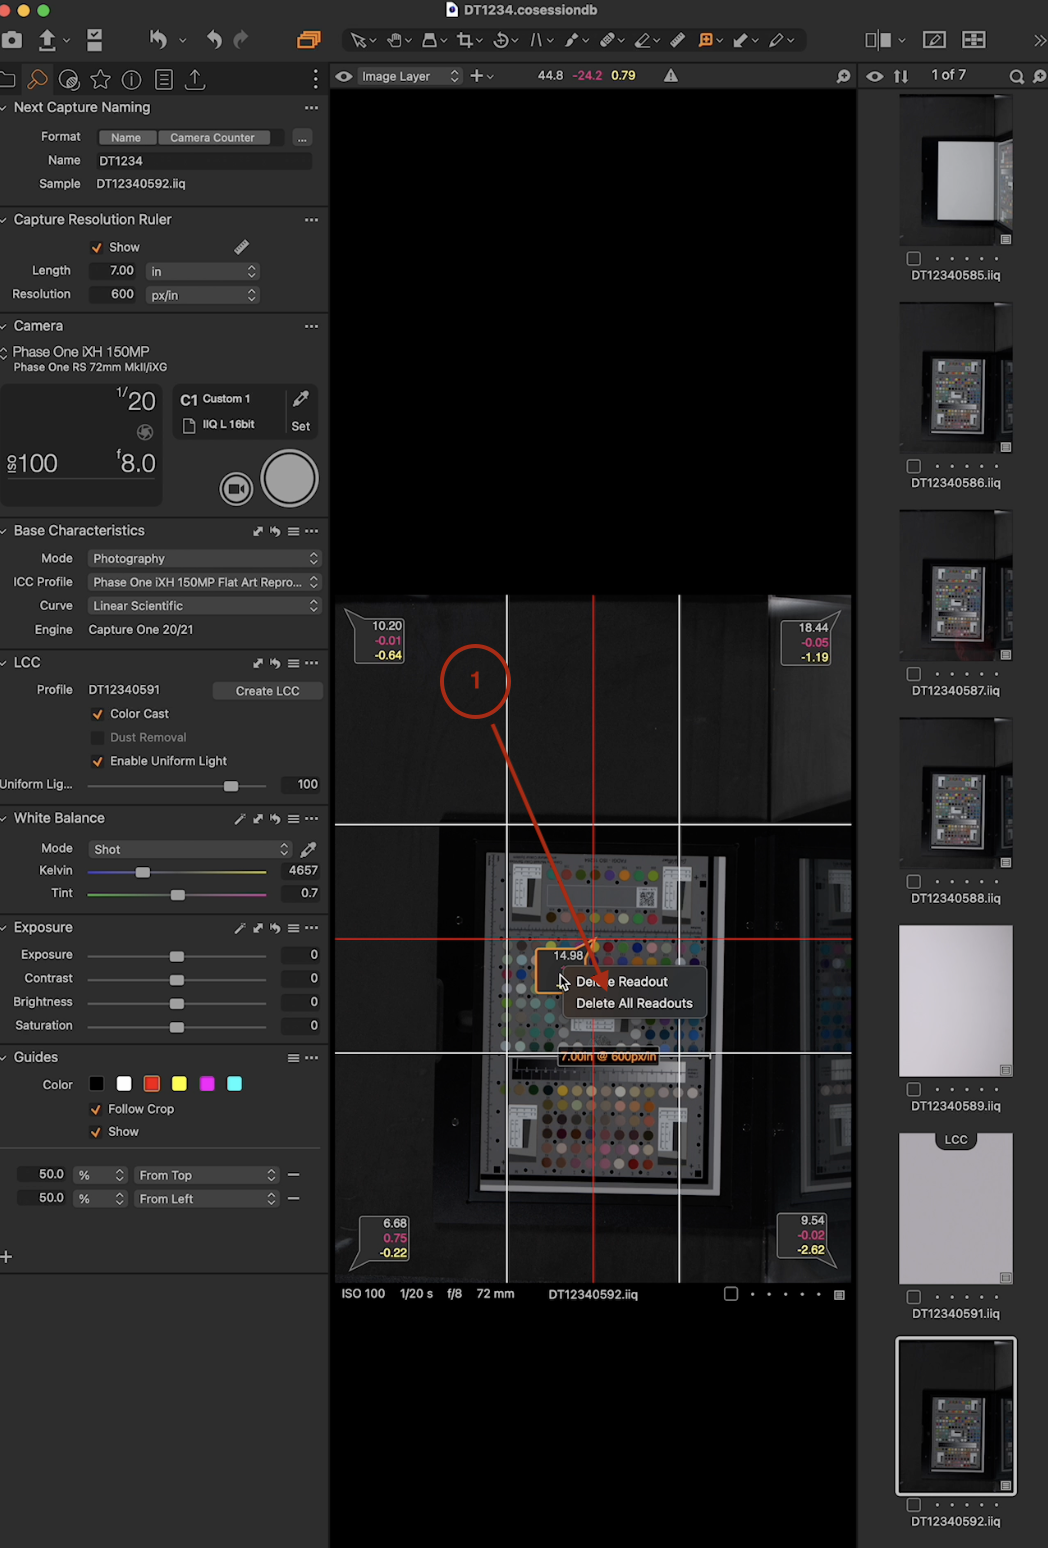 DT1234.cosessiondb
Image Layer
44.8 -24.2 0.79
1 of 7
Next Capture Naming
Format Name Camera Counter ...
Name DT1234
Sample DT12340592.iiq
Capture Resolution Ruler
Show
Length 7.00 in
Resolution 600 px/in
Camera
Phase One iXH 150MP
Phase One RS 72mm MkII/iXG
1/20
ISO100 f8.0
C1 Custom 1
IIQ L 16bit
Set
Base Characteristics
Mode Photography
ICC Profile Phase One iXH 150MP Flat Art Repro...
Curve Linear Scientific
Engine Capture One 20/21
LCC
Profile DT12340591 Create LCC
Color Cast
Dust Removal
Enable Uniform Light
Uniform Lig... 100
White Balance
Mode Shot
Kelvin 4657
Tint 0.7
Exposure
Exposure 0
Contrast 0
Brightness 0
Saturation 0
Guides
Color
Follow Crop
Show
50.0 % From Top
50.0 % From Left
10.20
-0.01
-0.64
18.44
-0.05
-1.19
1
14.98
Delete Readout
Delete All Readouts
7.00in @ 600px/in
6.68
0.75
-0.22
9.54
-0.02
-2.62
ISO 100 1/20 s f/8 72 mm DT12340592.iiq
DT12340585.iiq
DT12340586.iiq
DT12340587.iiq
DT12340588.iiq
DT12340589.iiq
LCC
DT12340591.iiq
DT12340592.iiq